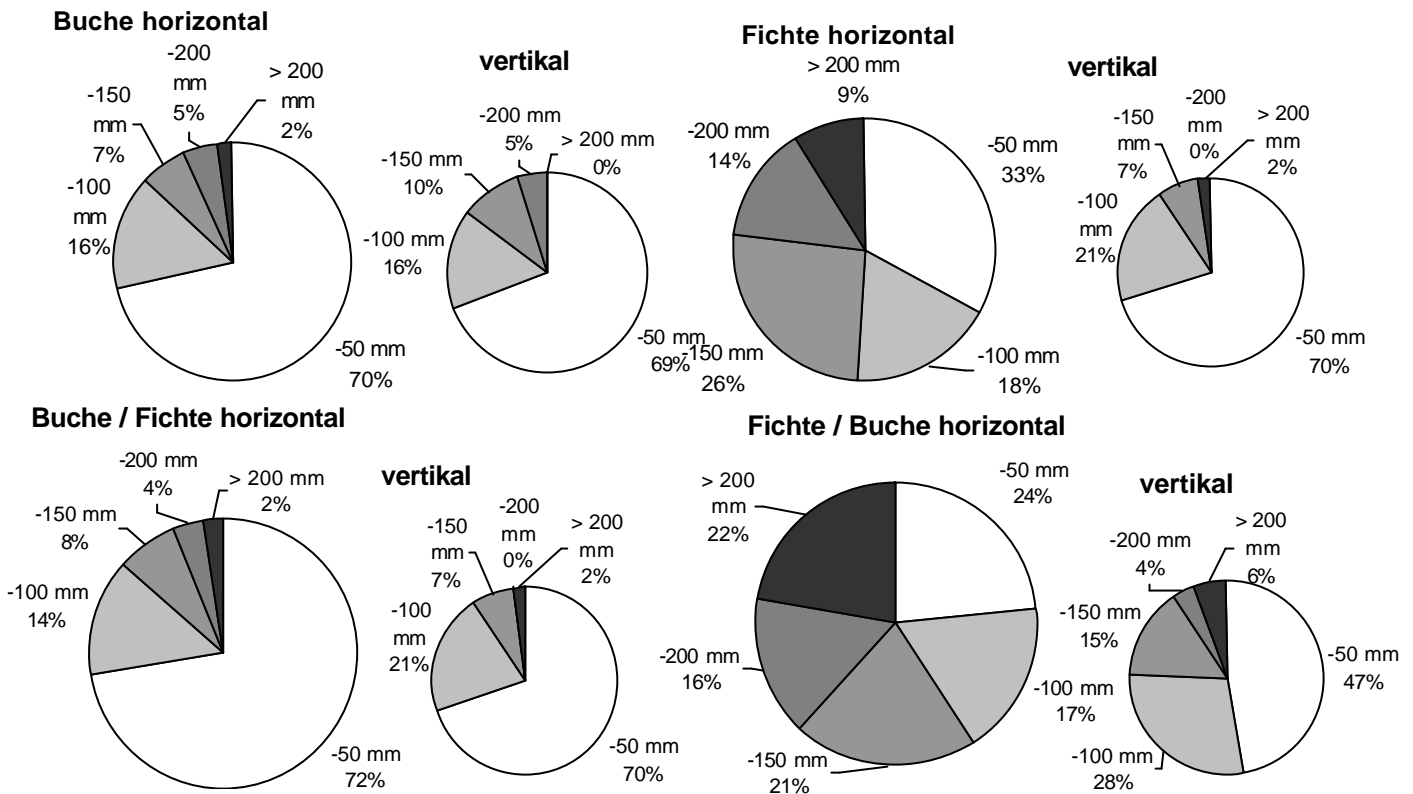 Buche horizontal
-200
mm
5%
> 200
mm
2%
-150
mm
7%
-100
mm
16%
-50 mm
70%
vertikal
-200 mm
5%
> 200 mm
0%
-150 mm
10%
-100 mm
16%
-50 mm
69%
Fichte horizontal
> 200 mm
9%
-200 mm
14%
-50 mm
33%
-150 mm
26%
-100 mm
18%
vertikal
-200
mm
0%
> 200
mm
2%
-150
mm
7%
-100
mm
21%
-50 mm
70%
Buche / Fichte horizontal
-200 mm
4%
> 200 mm
2%
-150 mm
8%
-100 mm
14%
-50 mm
72%
vertikal
-200
mm
0%
> 200
mm
2%
-150
mm
7%
-100
mm
21%
-50 mm
70%
Fichte / Buche horizontal
> 200
mm
22%
-50 mm
24%
-200 mm
16%
-100 mm
17%
-150 mm
21%
vertikal
-200 mm
4%
> 200
mm
6%
-150 mm
15%
-50 mm
47%
-100 mm
28%